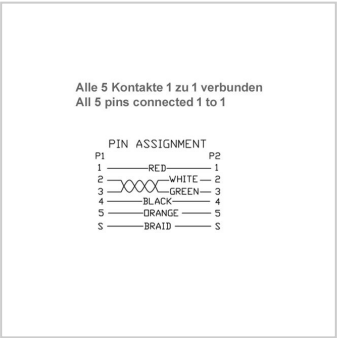 Alle 5 Kontakte 1 zu 1 verbunden
All 5 pins connected 1 to 1
PIN ASSIGNMENT
P1 P2
1 RED 1
2 WHITE 2
3 GREEN 3
4 BLACK 4
5 ORANGE 5
S BRAID S